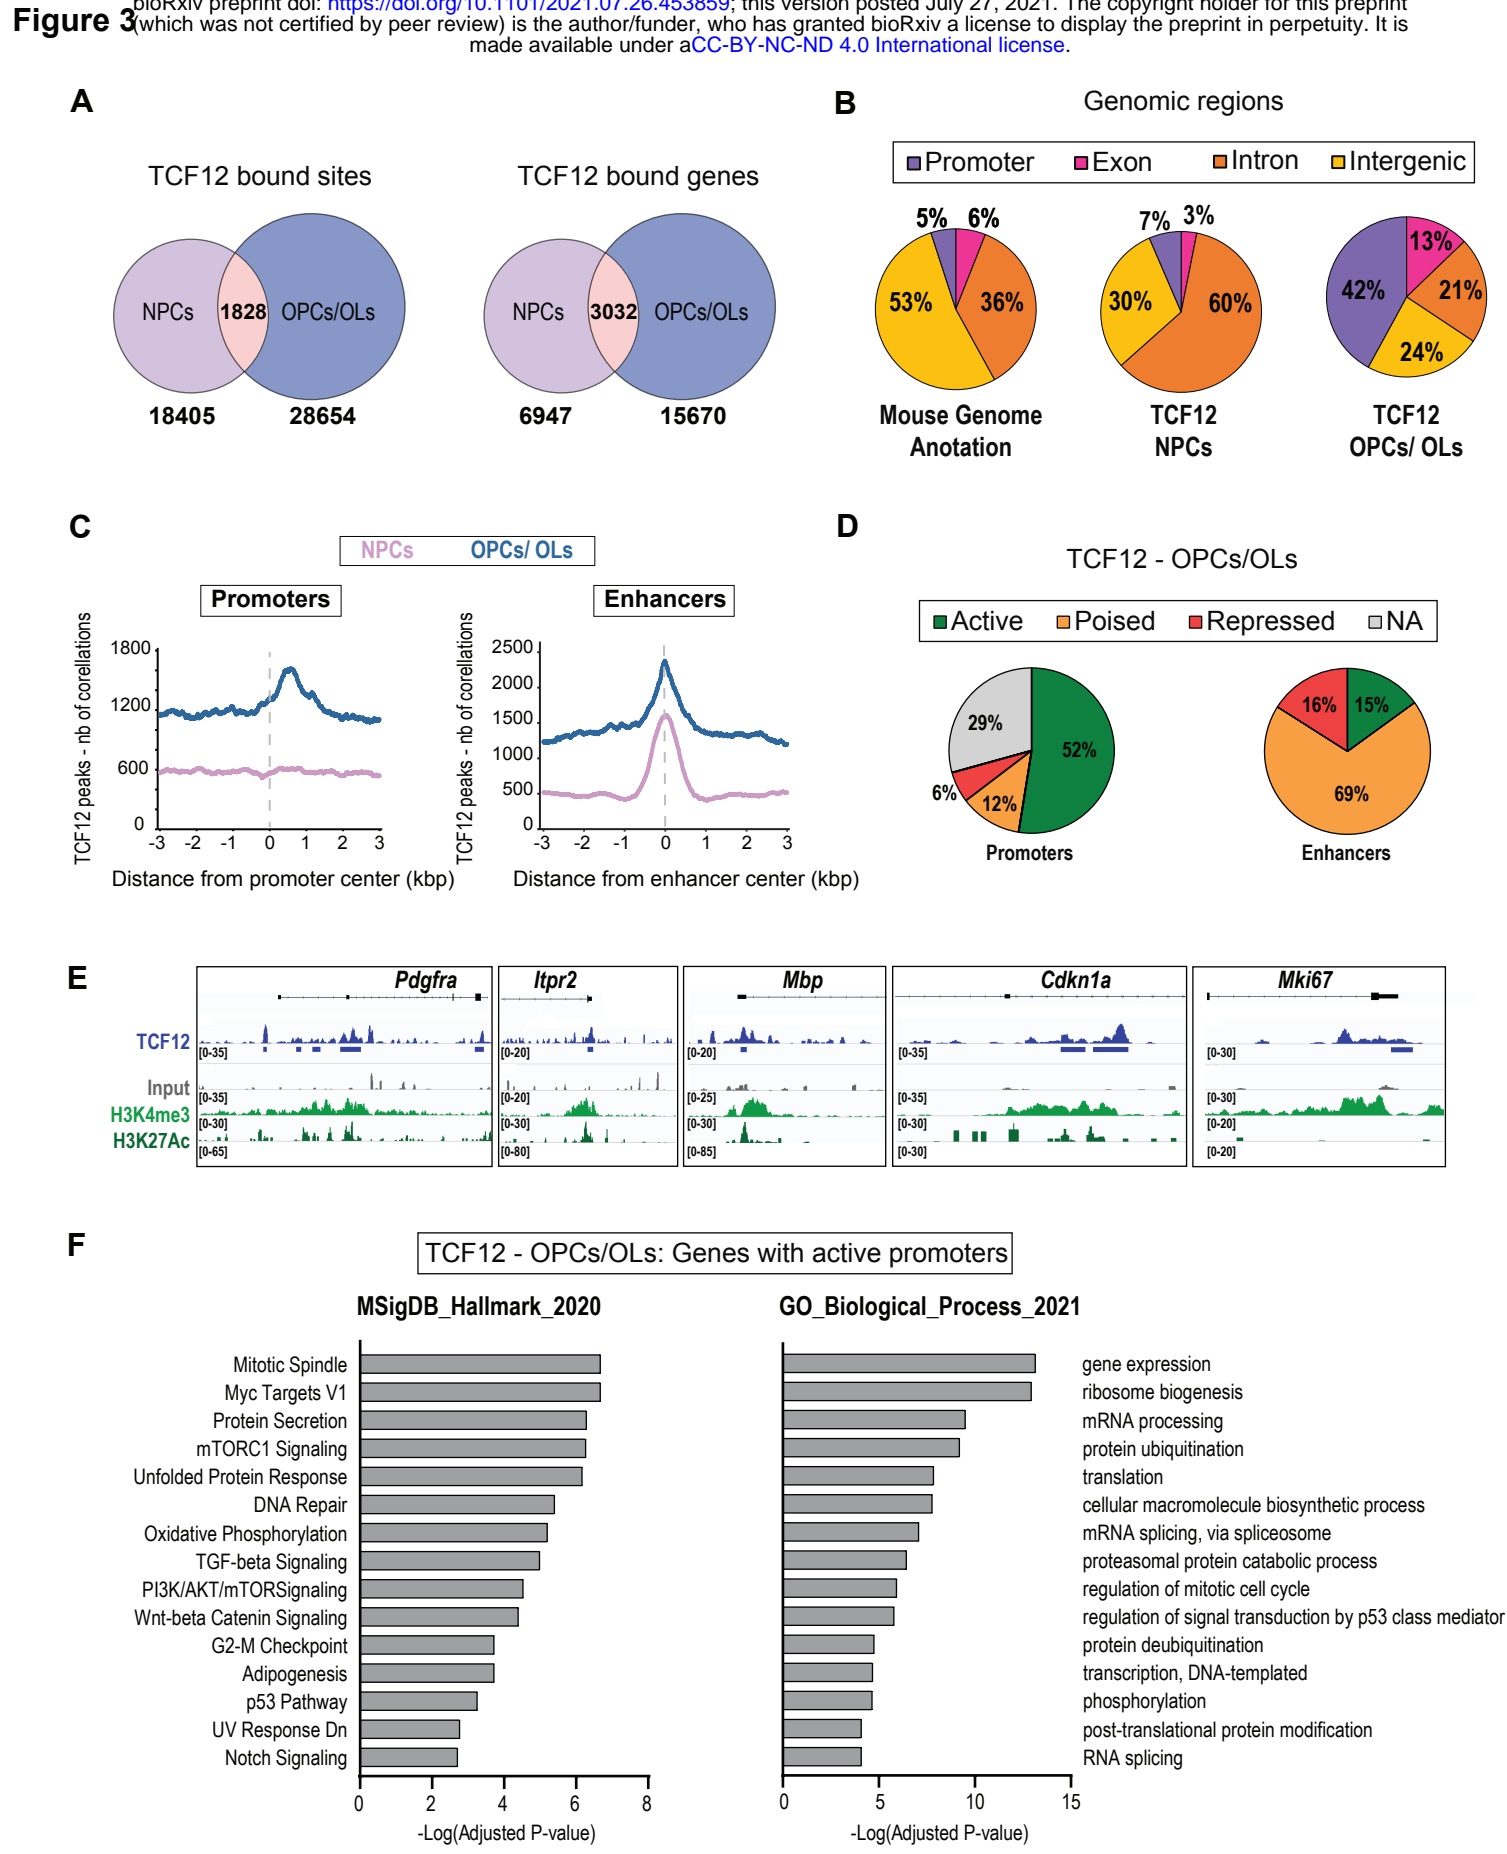 bioRxiv preprint doi: https://doi.org/10.1101/2021.07.26.453859; this version posted July 27, 2021. The copyright holder for this preprint
Figure 3
(which was not certified by peer review) is the author/funder, who has granted bioRxiv a license to display the preprint in perpetuity. It is
made available under aCC-BY-NC-ND 4.0 International license.
A
TCF12 bound sites
NPCs
1828
OPCs/OLs
18405
28654
TCF12 bound genes
NPCs
3032
OPCs/OLs
6947
15670
B
Genomic regions
Promoter
Exon
Intron
Intergenic
5%
6%
53%
36%
Mouse Genome
Anotation
7%
3%
30%
60%
TCF12
NPCs
13%
42%
21%
24%
TCF12
OPCs/ OLs
C
NPCs
OPCs/ OLs
Promoters
TCF12 peaks - nb of corellations
1800
1200
600
0
-3 -2 -1 0 1 2 3
Distance from promoter center (kbp)
Enhancers
TCF12 peaks - nb of corellations
2500
2000
1500
1000
500
0
-3 -2 -1 0 1 2 3
Distance from enhancer center (kbp)
D
TCF12 - OPCs/OLs
Active
Poised
Repressed
NA
29%
52%
6%
12%
Promoters
16%
15%
69%
Enhancers
E
Pdgfra
Itpr2
Mbp
Cdkn1a
Mki67
TCF12
[0-35]
[0-20]
[0-20]
[0-35]
[0-30]
Input
[0-35]
[0-20]
[0-25]
[0-35]
[0-30]
H3K4me3
[0-30]
[0-30]
[0-30]
[0-30]
[0-20]
H3K27Ac
[0-65]
[0-80]
[0-85]
[0-30]
[0-20]
F
TCF12 - OPCs/OLs: Genes with active promoters
MSigDB_Hallmark_2020
Mitotic Spindle
Myc Targets V1
Protein Secretion
mTORC1 Signaling
Unfolded Protein Response
DNA Repair
Oxidative Phosphorylation
TGF-beta Signaling
PI3K/AKT/mTORSignaling
Wnt-beta Catenin Signaling
G2-M Checkpoint
Adipogenesis
p53 Pathway
UV Response Dn
Notch Signaling
0 2 4 6 8
-Log(Adjusted P-value)
GO_Biological_Process_2021
gene expression
ribosome biogenesis
mRNA processing
protein ubiquitination
translation
cellular macromolecule biosynthetic process
mRNA splicing, via spliceosome
proteasomal protein catabolic process
regulation of mitotic cell cycle
regulation of signal transduction by p53 class mediator
protein deubiquitination
transcription, DNA-templated
phosphorylation
post-translational protein modification
RNA splicing
0 5 10 15
-Log(Adjusted P-value)